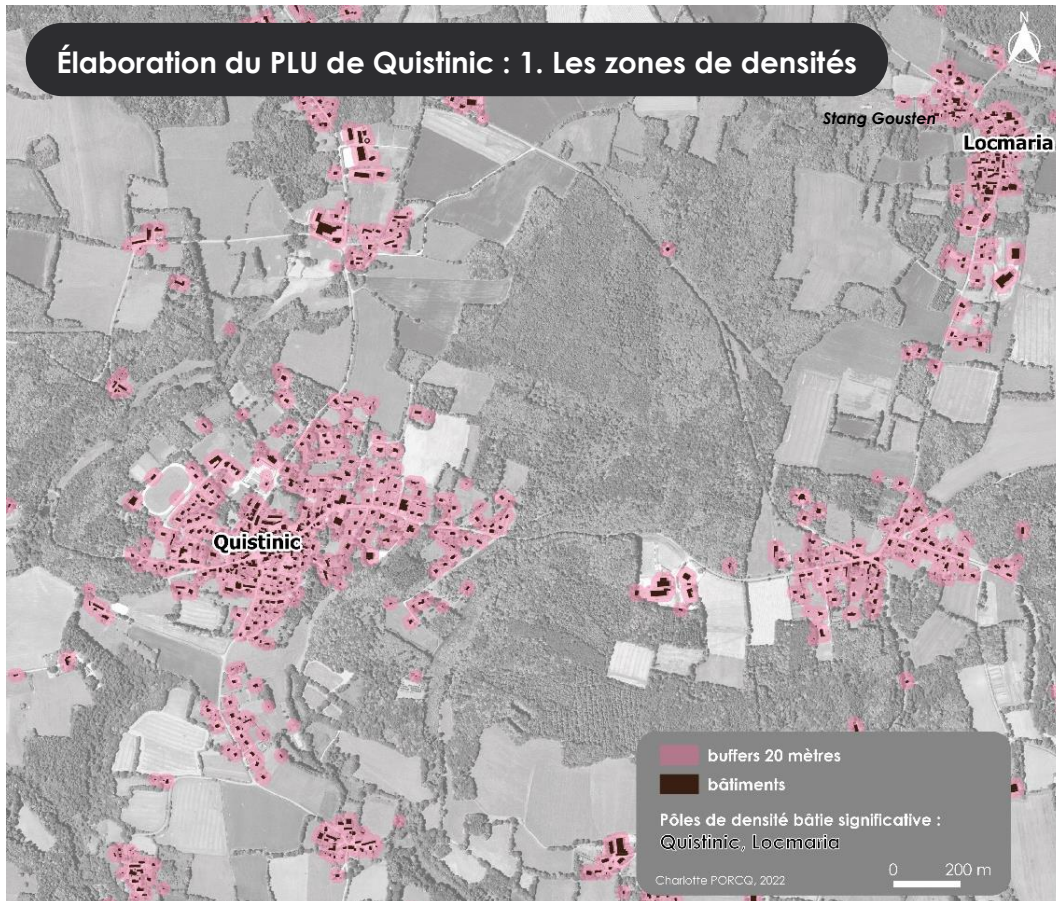 Élaboration du PLU de Quistinic : 1. Les zones de densités
N
Stang Gousten
Locmaria
Quistinic
buffers 20 mètres
bâtiments
Pôles de densité bâtie significative :
Quistinic, Locmaria
Charlotte PORCQ, 2022
0 200 m